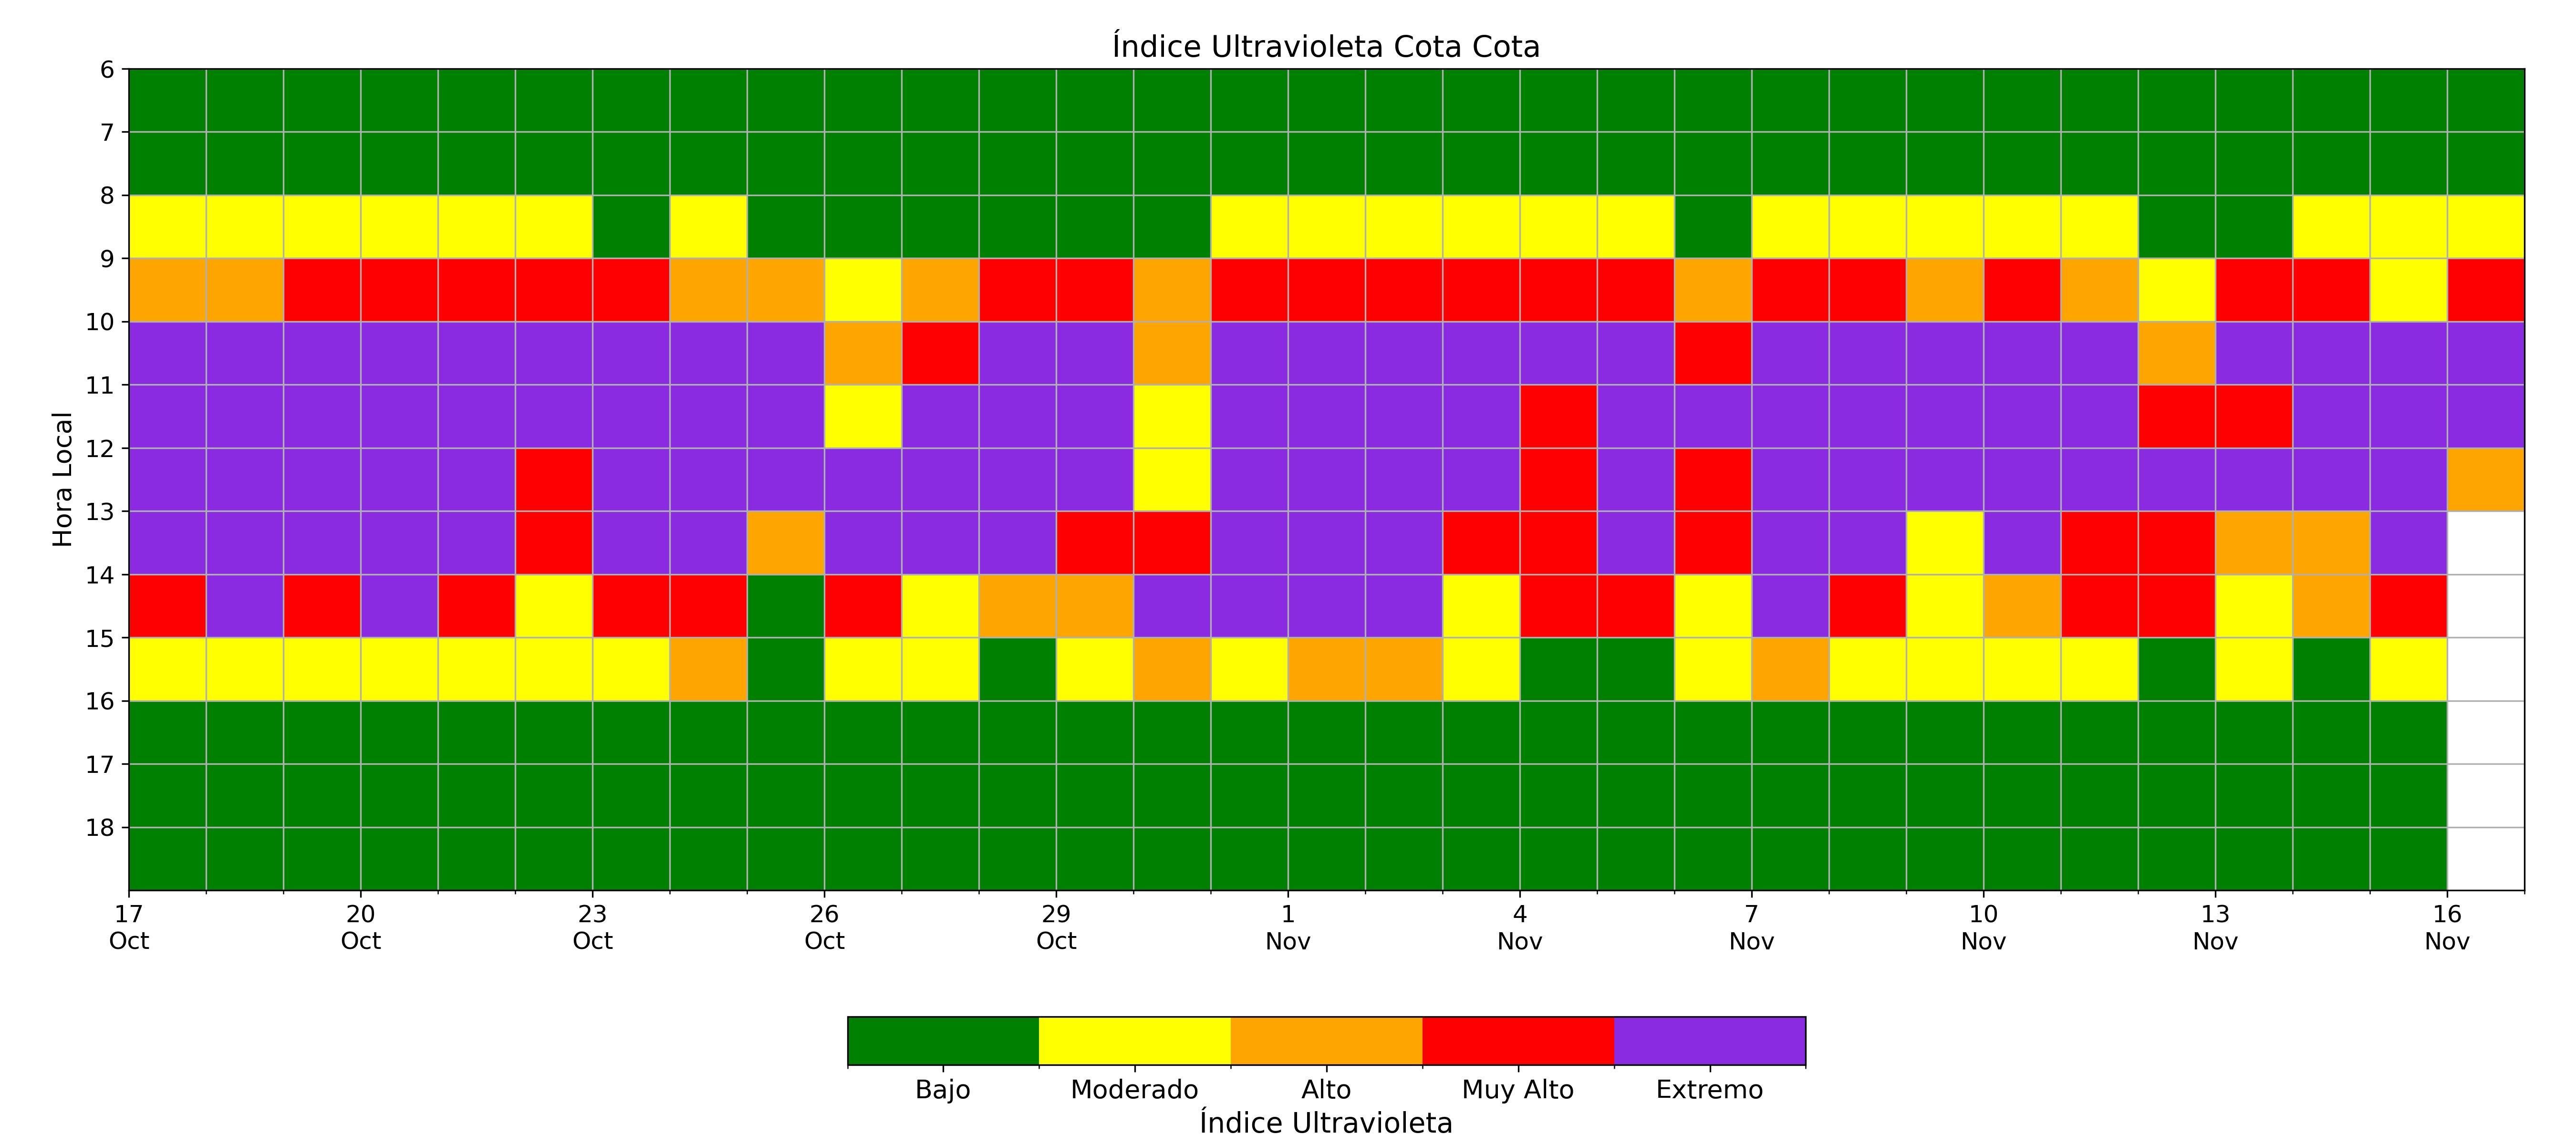 Índice Ultravioleta Cota Cota
Hora Local
6
7
8
9
10
11
12
13
14
15
16
17
18
17 20 23 26 29 1 4 7 10 13 16
Oct Oct Oct Oct Oct Nov Nov Nov Nov Nov Nov
Bajo Moderado Alto Muy Alto Extremo
Índice Ultravioleta